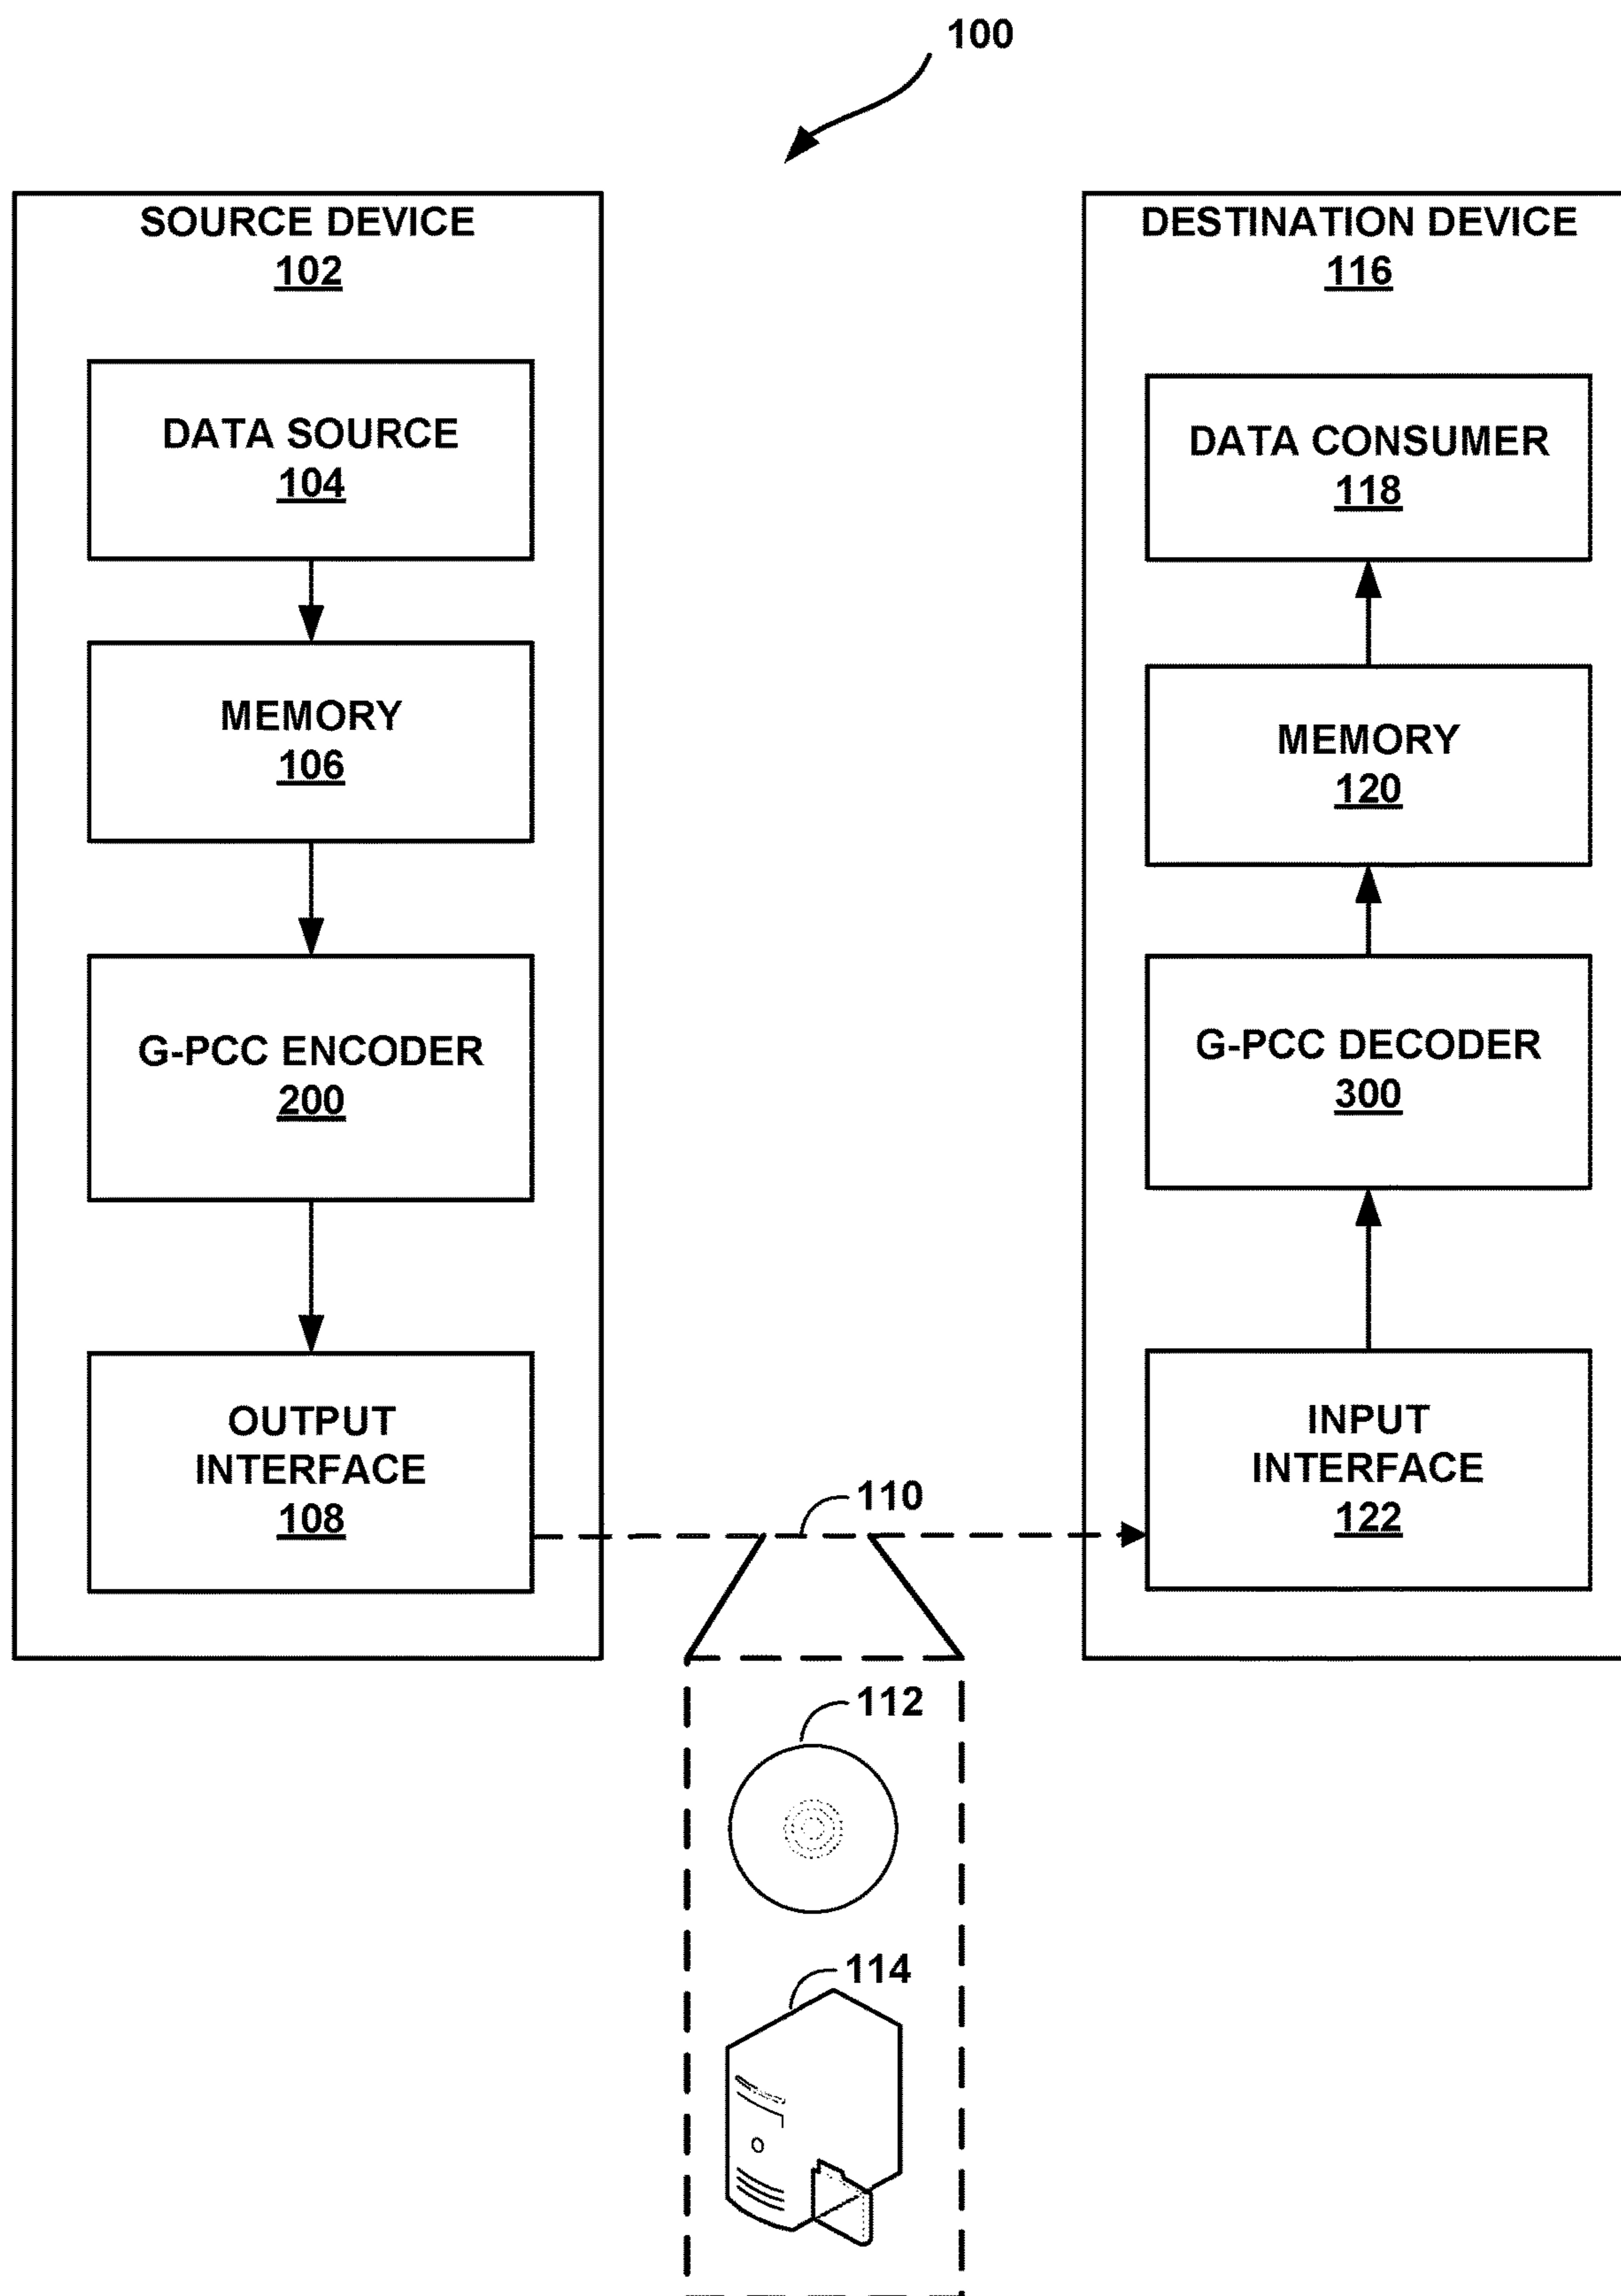 100
SOURCE DEVICE
102
DATA SOURCE
104
MEMORY
106
G-PCC ENCODER
200
OUTPUT
INTERFACE
108
DESTINATION DEVICE
116
DATA CONSUMER
118
MEMORY
120
G-PCC DECODER
300
INPUT
INTERFACE
122
110
112
114